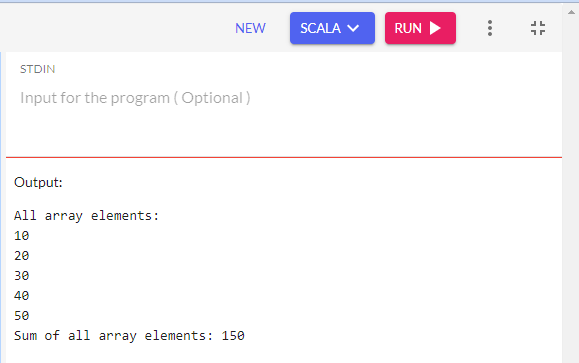 NEW SCALA RUN
STDIN
Input for the program ( Optional )
Output:
All array elements:
10
20
30
40
50
Sum of all array elements: 150